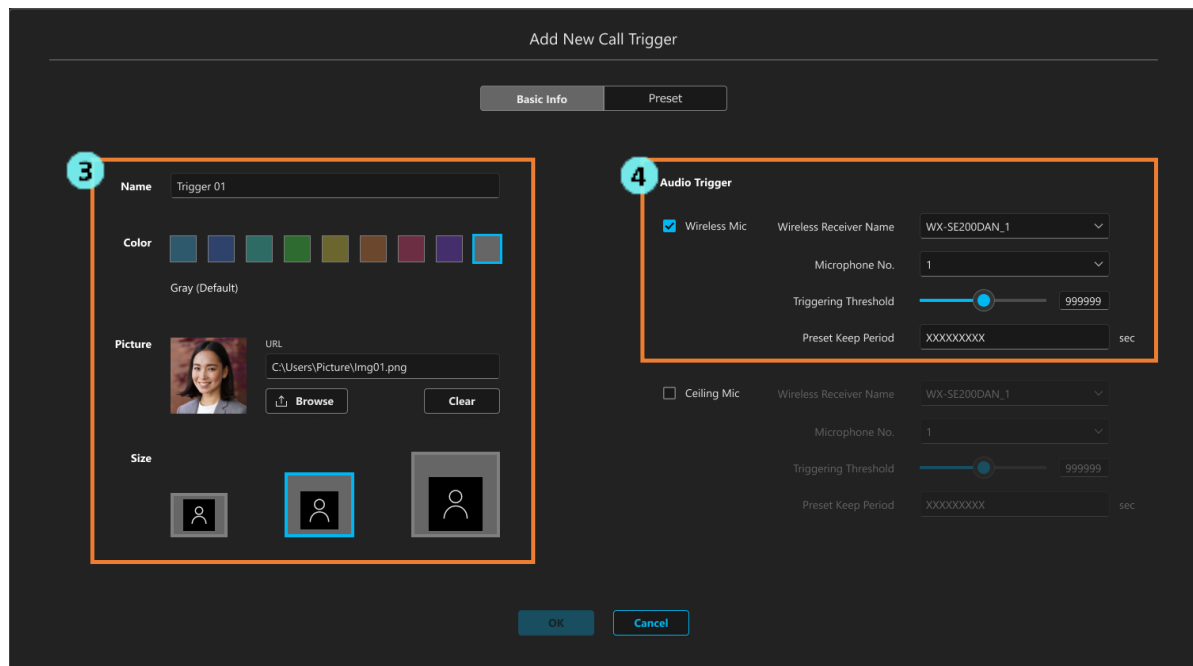 Add New Call Trigger
Basic Info Preset
3
Name Trigger 01
Color
Gray (Default)
Picture
URL
C:\Users\Picture\Img01.png
Browse Clear
Size
4
Audio Trigger
Wireless Mic Wireless Receiver Name WX-SE200DAN_1
Microphone No. 1
Triggering Threshold 999999
Preset Keep Period XXXXXXXXX sec
Ceiling Mic Wireless Receiver Name WX-SE200DAN_1
Microphone No. 1
Triggering Threshold 999999
Preset Keep Period XXXXXXXXX sec
OK Cancel